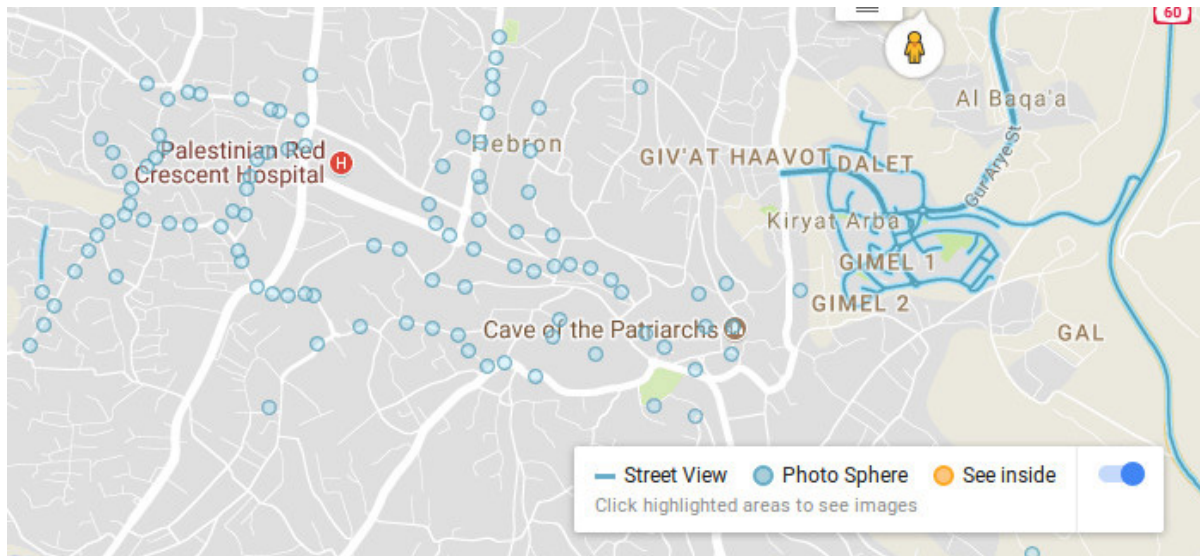 60
Al Baqa'a
Hebron
Palestinian Red
Crescent Hospital
H
GIV'AT HAAVOT
DALET
Gur Arye St
Kiryat Arba
GIMEL 1
GIMEL 2
Cave of the Patriarchs
GAL
Street View
Photo Sphere
See inside
Click highlighted areas to see images